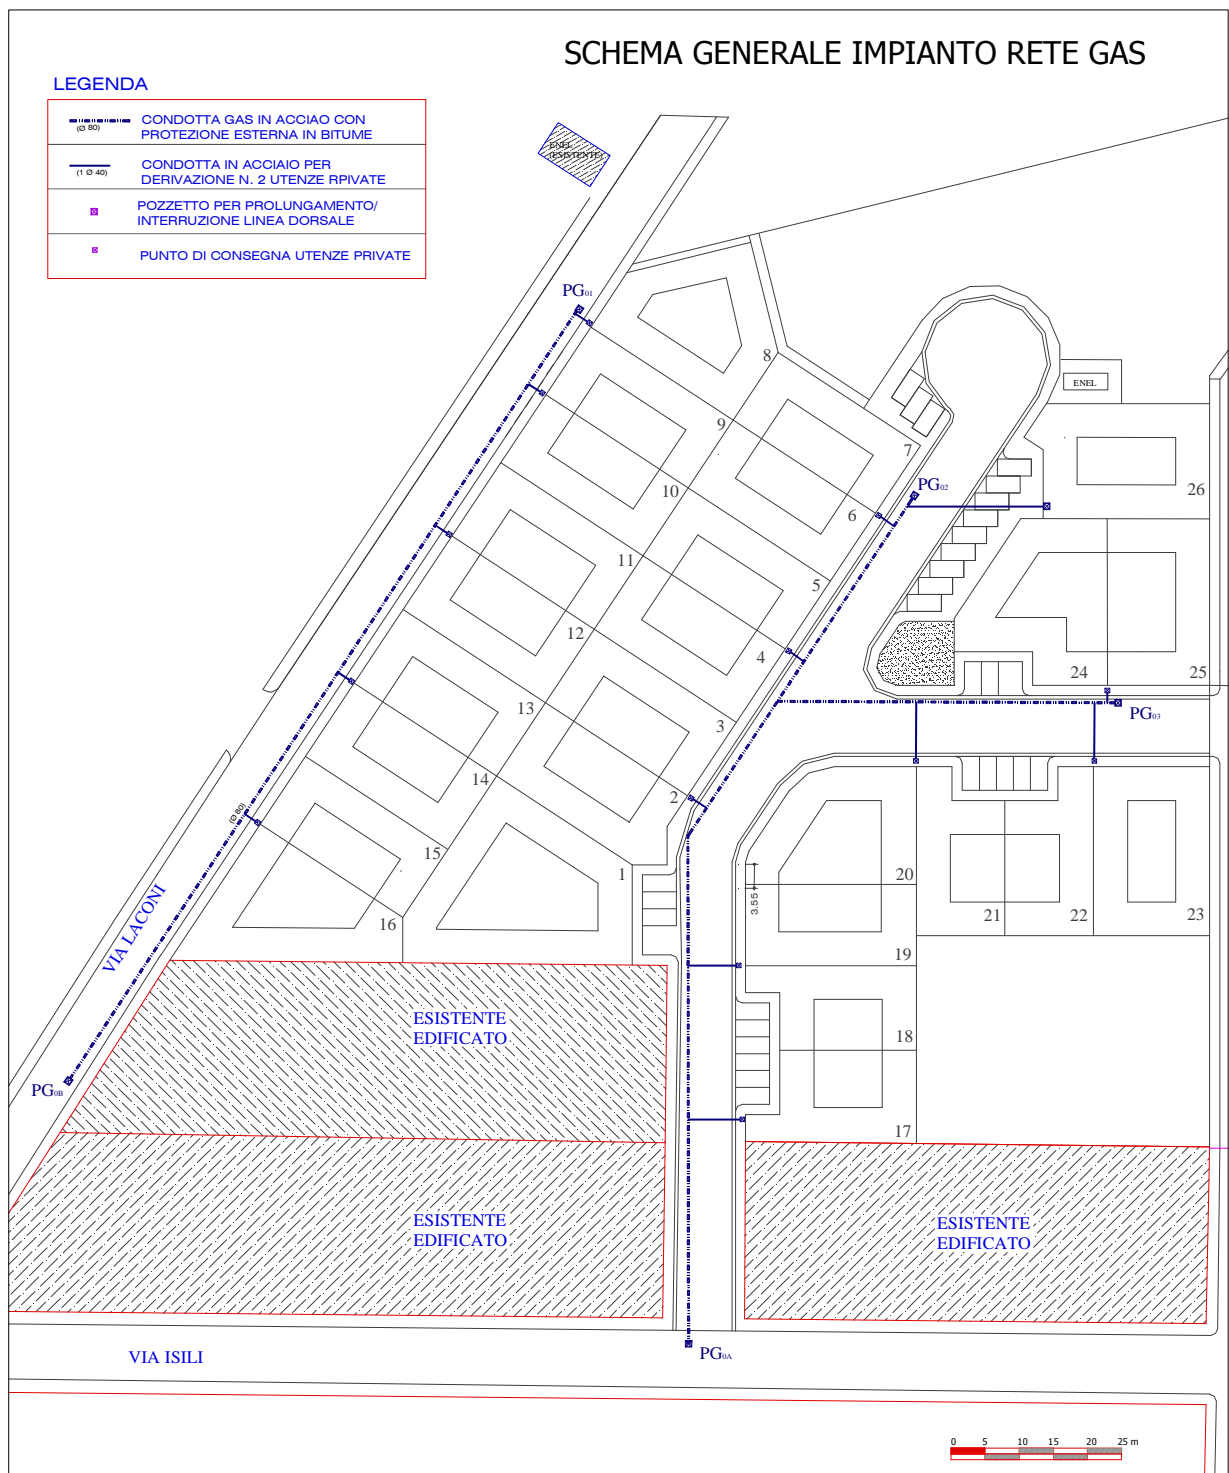 SCHEMA GENERALE IMPIANTO RETE GAS
LEGENDA
(Ø 80)
CONDOTTA GAS IN ACCIAO CON
PROTEZIONE ESTERNA IN BITUME
(1 Ø 40)
CONDOTTA IN ACCIAIO PER
DERIVAZIONE N. 2 UTENZE RPIVATE
POZZETTO PER PROLUNGAMENTO/
INTERRUZIONE LINEA DORSALE
PUNTO DI CONSEGNA UTENZE PRIVATE
ENEL
(ESISTENTE)
PG01
8
ENEL
9
7
10
PG02
26
6
11
5
12
4
24
25
13
3
PG03
14
2
(Ø 80)
15
1
20
3.55
16
21
22
23
VIA LACONI
19
ESISTENTE
EDIFICATO
18
PG0B
17
ESISTENTE
EDIFICATO
ESISTENTE
EDIFICATO
VIA ISILI
PG0A
0 5 10 15 20 25 m